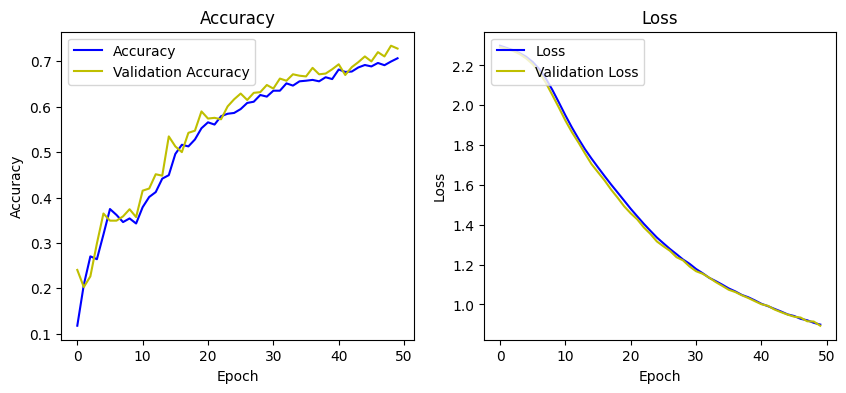 Accuracy
Accuracy
Validation Accuracy
0.7
0.6
0.5
0.4
0.3
0.2
0.1
0 10 20 30 40 50
Epoch
Accuracy
Loss
Loss
Validation Loss
2.2
2.0
1.8
1.6
1.4
1.2
1.0
0 10 20 30 40 50
Epoch
Loss